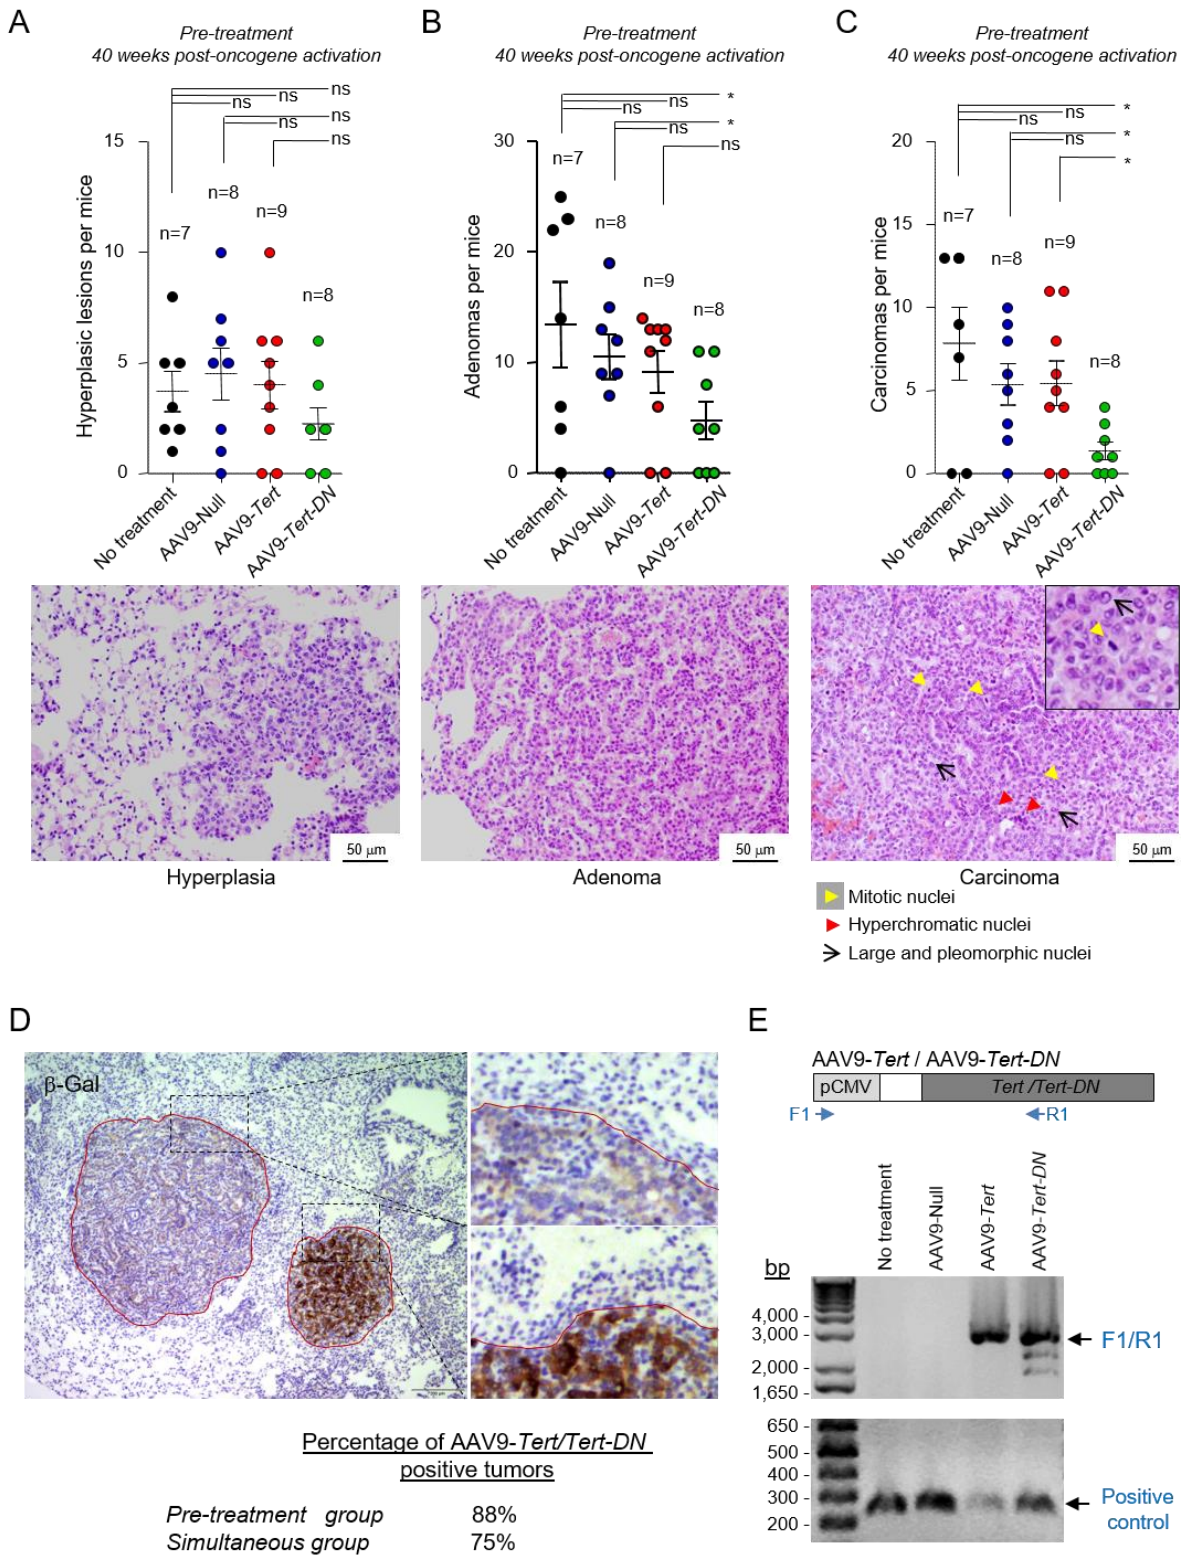 A
Pre-treatment
40 weeks post-oncogene activation
ns
ns
ns
ns
ns
ns
15
10
5
0
Hyperplasic lesions per mice
n=7
n=8
n=9
n=8
No treatment
AAV9-Null
AAV9-Tert
AAV9-Tert-DN
50 μm
Hyperplasia
B
Pre-treatment
40 weeks post-oncogene activation
*
ns
ns
*
ns
ns
30
20
10
0
Adenomas per mice
n=7
n=8
n=9
n=8
No treatment
AAV9-Null
AAV9-Tert
AAV9-Tert-DN
50 μm
Adenoma
C
Pre-treatment
40 weeks post-oncogene activation
*
ns
ns
*
ns
*
20
15
10
5
0
Carcinomas per mice
n=7
n=8
n=9
n=8
No treatment
AAV9-Null
AAV9-Tert
AAV9-Tert-DN
50 μm
Carcinoma
Mitotic nuclei
Hyperchromatic nuclei
Large and pleomorphic nuclei
D
β-Gal
Percentage of AAV9-Tert/Tert-DN
positive tumors
Pre-treatment group 88%
Simultaneous group 75%
E
AAV9-Tert / AAV9-Tert-DN
pCMV Tert /Tert-DN
F1 R1
No treatment
AAV9-Null
AAV9-Tert
AAV9-Tert-DN
bp
4,000 -
3,000 -
2,000 -
1,650 -
F1/R1
650 -
500 -
400 -
300 -
200 -
Positive
control